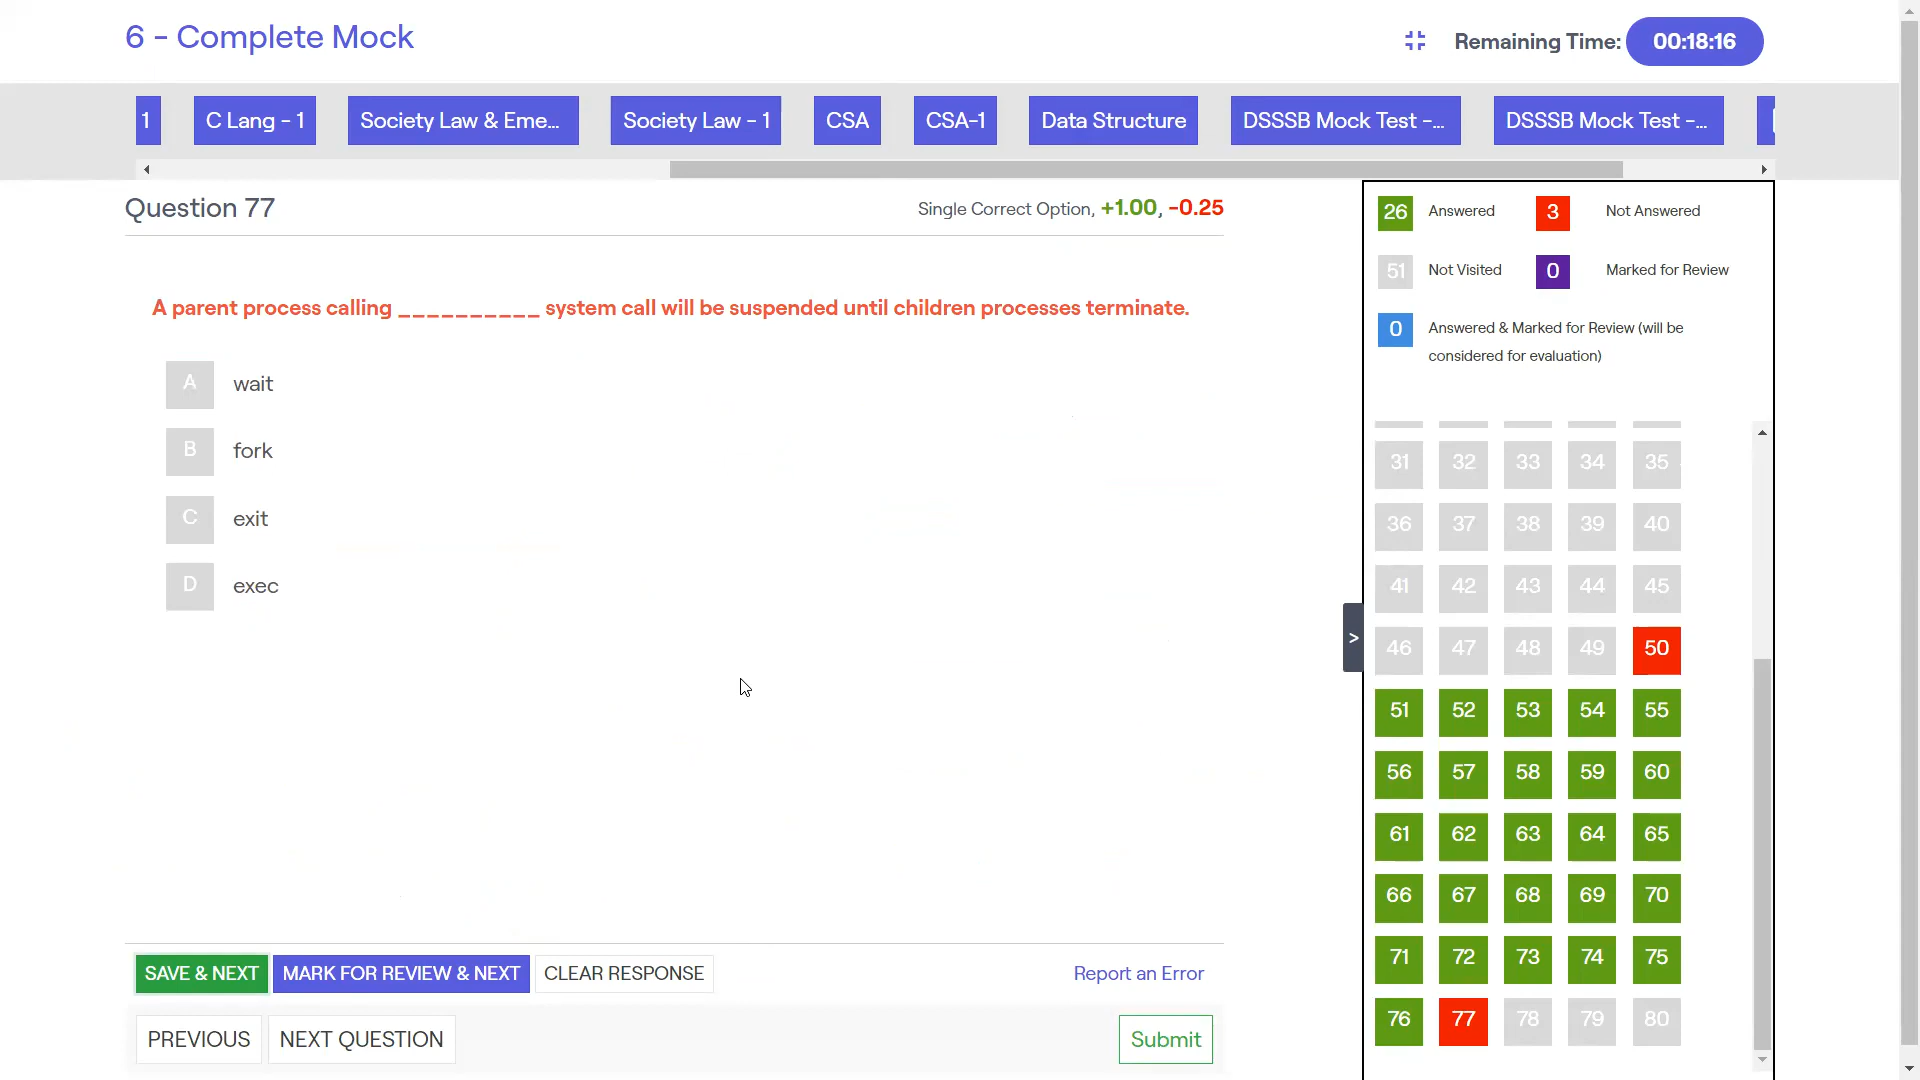 6 - Complete Mock
Remaining Time: 00:18:16
1
C Lang - 1
Society Law & Eme...
Society Law - 1
CSA
CSA-1
Data Structure
DSSSB Mock Test -...
DSSSB Mock Test -...
Question 77
Single Correct Option, +1.00, -0.25
A parent process calling __________ system call will be suspended until children processes terminate.
A wait
B fork
C exit
D exec
SAVE & NEXT
MARK FOR REVIEW & NEXT
CLEAR RESPONSE
Report an Error
PREVIOUS
NEXT QUESTION
Submit
26 Answered
3 Not Answered
51 Not Visited
0 Marked for Review
0 Answered & Marked for Review (will be
considered for evaluation)
>
31 32 33 34 35
36 37 38 39 40
41 42 43 44 45
46 47 48 49 50
51 52 53 54 55
56 57 58 59 60
61 62 63 64 65
66 67 68 69 70
71 72 73 74 75
76 77 78 79 80